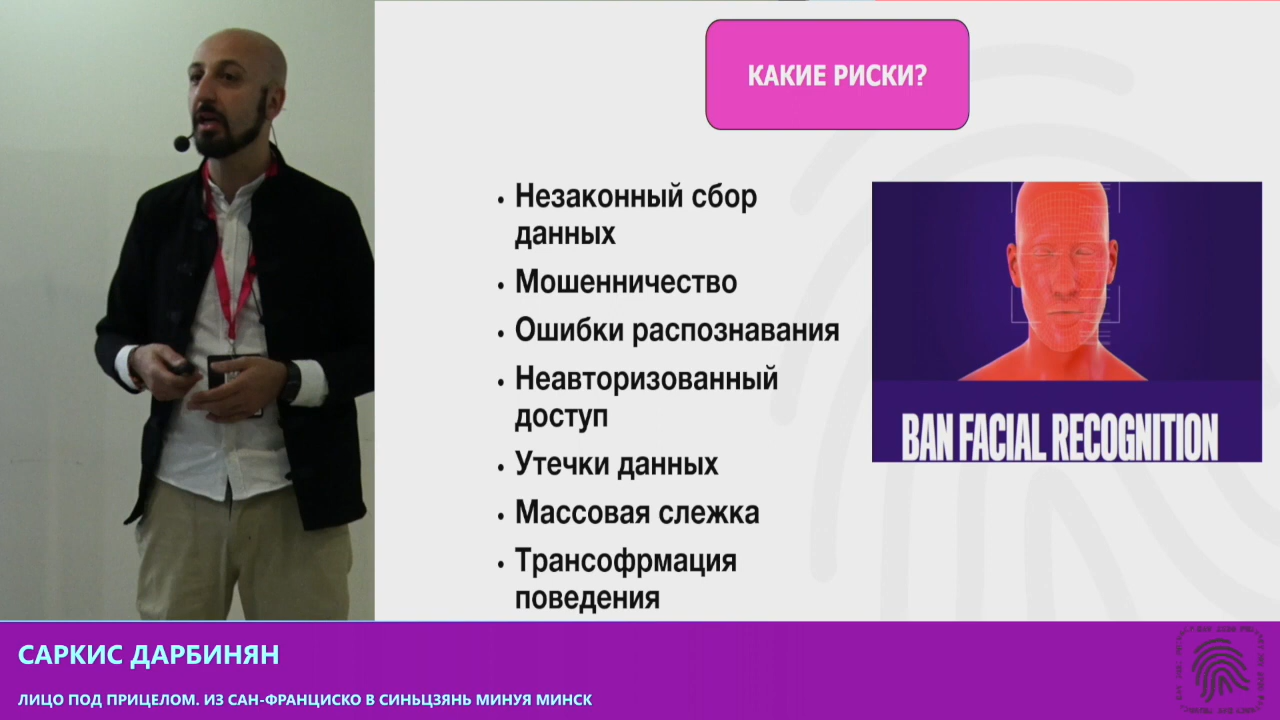 КАКИЕ РИСКИ?
• Незаконный сбор
данных
• Мошенничество
• Ошибки распознавания
• Неавторизованный
доступ
• Утечки данных
• Массовая слежка
• Трансофрмация
поведения
BAN FACIAL RECOGNITION
САРКИС ДАРБИНЯН
ЛИЦО ПОД ПРИЦЕЛОМ. ИЗ САН-ФРАНЦИСКО В СИНЬЦЗЯНЬ МИНУЯ МИНСК